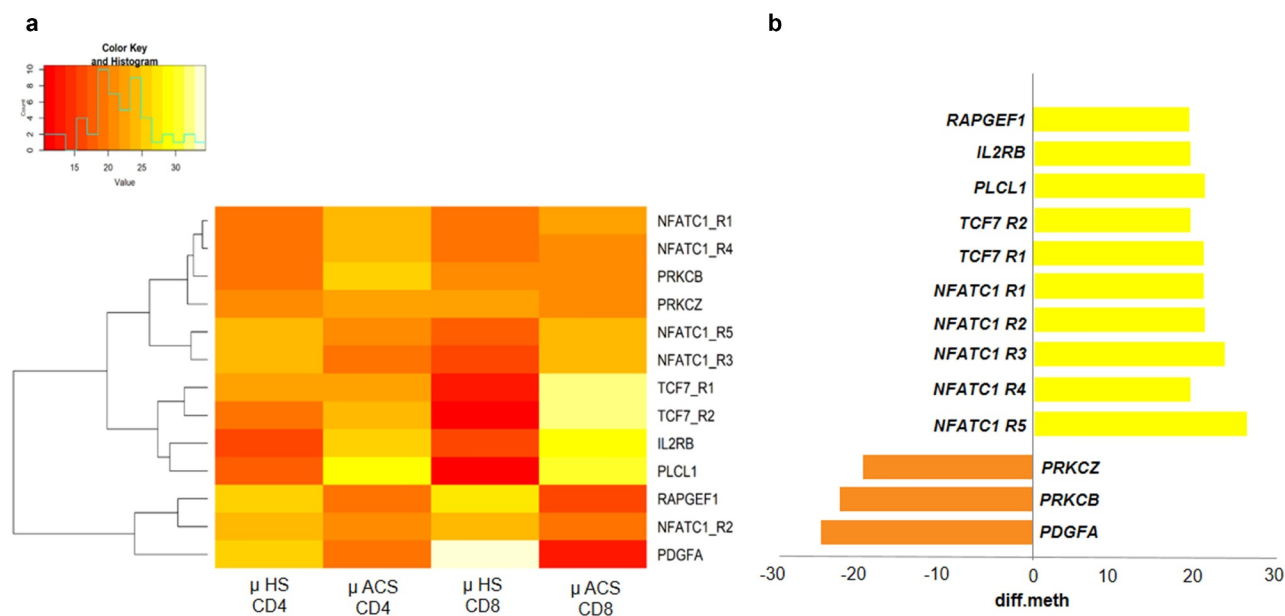 a
b
Color Key
and Histogram
Count
0 2 4 6 8 10
15 20 25 30
Value
NFATC1_R1
NFATC1_R4
PRKCB
PRKCZ
NFATC1_R5
NFATC1_R3
TCF7_R1
TCF7_R2
IL2RB
PLCL1
RAPGEF1
NFATC1_R2
PDGFA
µ HS
CD4
µ ACS
CD4
µ HS
CD8
µ ACS
CD8
RAPGEF1
IL2RB
PLCL1
TCF7 R2
TCF7 R1
NFATC1 R1
NFATC1 R2
NFATC1 R3
NFATC1 R4
NFATC1 R5
PRKCZ
PRKCB
PDGFA
-30 -20 -10 0 10 20 30
diff.meth